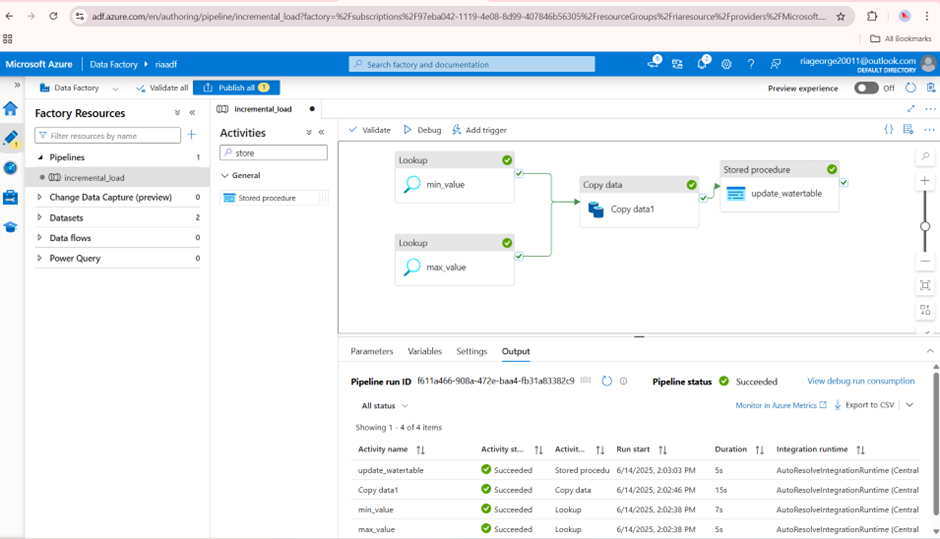 adf.azure.com/en/authoring/pipeline/incremental_load?factory=%2Fsubscriptions%2F97eba042-1119-4e08-8d99-407846b56305%2FresourceGroups%2Friaresource%2Fproviders%2FMicrosoft....
All Bookmarks
Microsoft Azure Data Factory riaadf Search factory and documentation 2 riageorge20011@outlook.com
DEFAULT DIRECTORY
Data Factory Validate all Publish all 1 Preview experience Off
Factory Resources
Filter resources by name
Pipelines 1
incremental_load
Change Data Capture (preview) 0
Datasets 2
Data flows 0
Power Query 0
incremental_load
Activities
store
General
Stored procedure
Validate Debug Add trigger
Lookup
min_value
Lookup
max_value
Copy data
Copy data1
Stored procedure
update_watertable
Parameters Variables Settings Output
Pipeline run ID f611a466-908a-472e-baa4-fb31a83382c9 Pipeline status Succeeded View debug run consumption
All status Monitor in Azure Metrics Export to CSV
Showing 1 - 4 of 4 items
Activity name Activity st... Activit... Run start Duration Integration runtime
update_watertable Succeeded Stored procedu 6/14/2025, 2:03:03 PM 5s AutoResolveIntegrationRuntime (Central
Copy data1 Succeeded Copy data 6/14/2025, 2:02:46 PM 15s AutoResolveIntegrationRuntime (Central
min_value Succeeded Lookup 6/14/2025, 2:02:38 PM 7s AutoResolveIntegrationRuntime (Central
max_value Succeeded Lookup 6/14/2025, 2:02:38 PM 5s AutoResolveIntegrationRuntime (Central